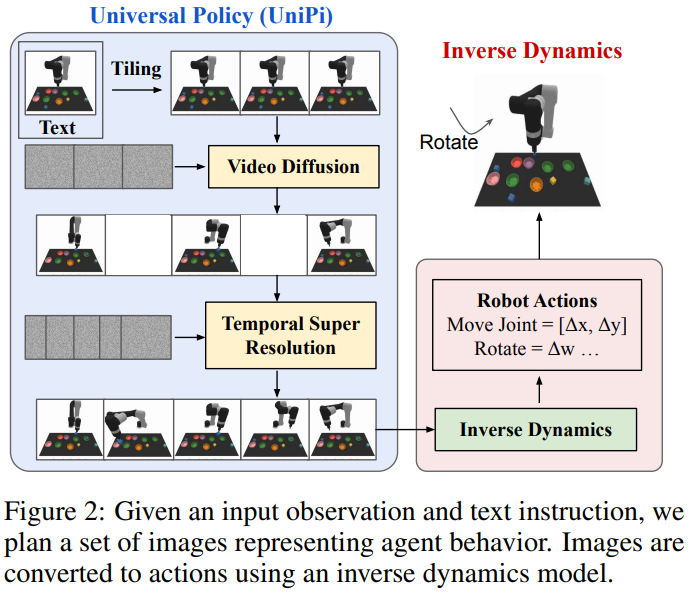 Universal Policy (UniPi)
Tiling
Text
Video Diffusion
Temporal Super
Resolution
Inverse Dynamics
Rotate
Robot Actions
Move Joint = [Δx, Δy]
Rotate = Δw ...
Inverse Dynamics
Figure 2: Given an input observation and text instruction, we
plan a set of images representing agent behavior. Images are
converted to actions using an inverse dynamics model.